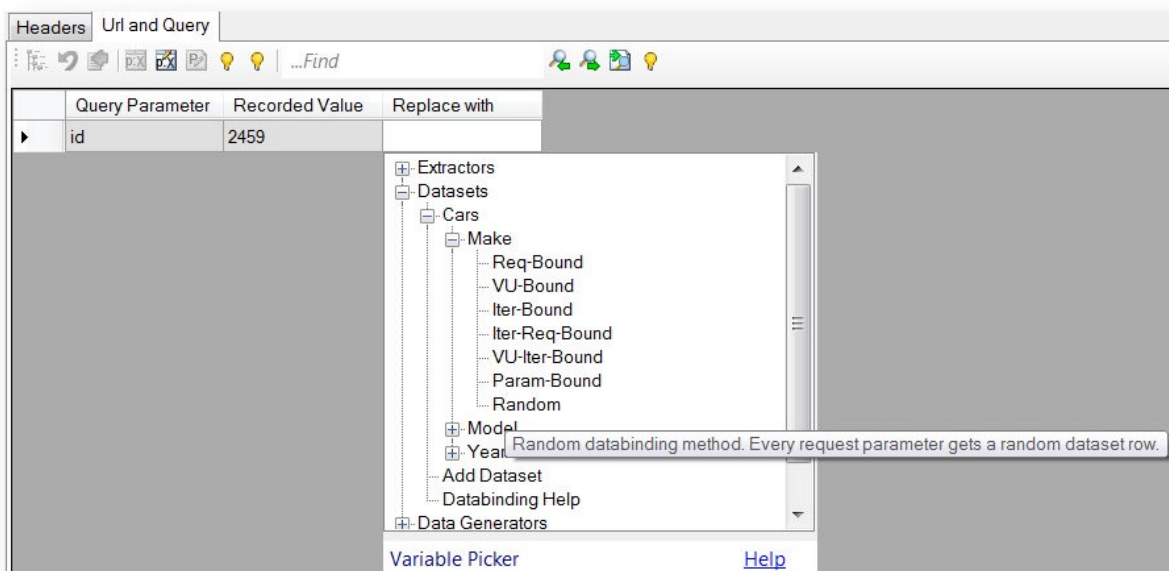 Headers Url and Query
...Find
Query Parameter Recorded Value Replace with
id 2459
Extractors
Datasets
Cars
Make
Req-Bound
VU-Bound
Iter-Bound
Iter-Req-Bound
VU-Iter-Bound
Param-Bound
Random
Model
Random databinding method. Every request parameter gets a random dataset row.
Year
Add Dataset
Databinding Help
Data Generators
Variable Picker Help